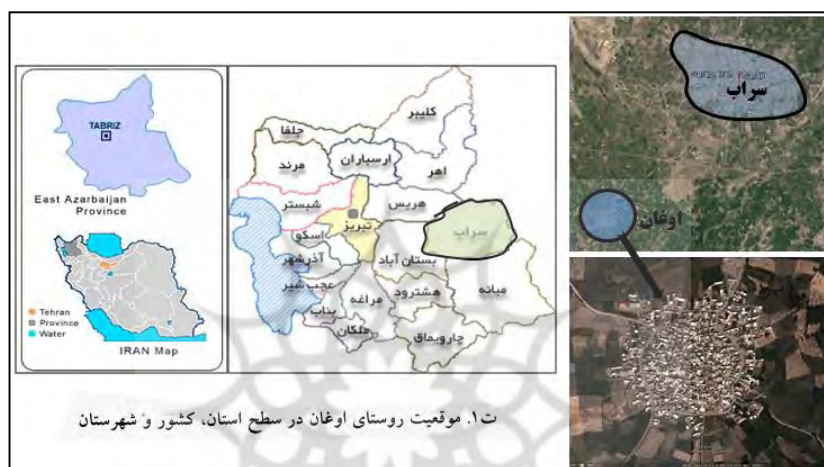 TABRIZ
East Azarbaijan
Province
Tehran
Province
Water
IRAN Map
کلیبر
جلفا
ارسباران
مرند
اهر
شبستر
هریس
تبریز
سراب
اسکو
آذرشهر
بستان آباد
عجب شیر
هشترود
میانه
مراغه
بناب
ملکان
چارویماق
سراب
اوغان
ت۱. موقعیت روستای اوغان در سطح استان، کشور و شهرستان